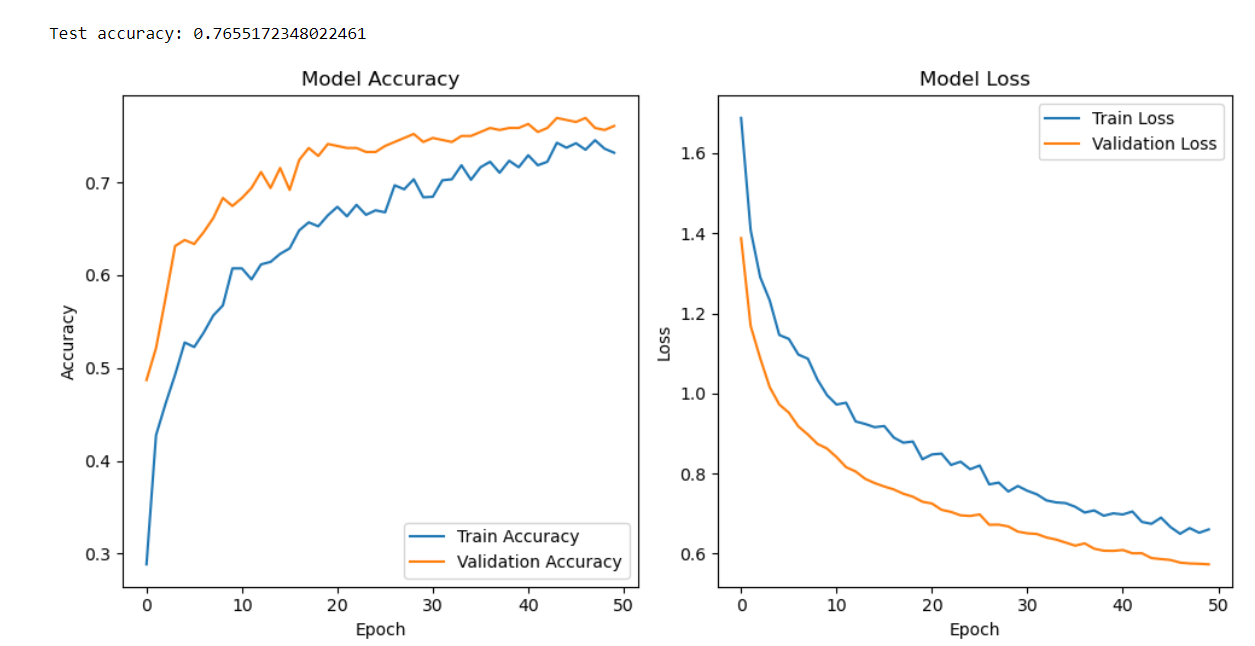 Test accuracy: 0.7655172348022461
Model Accuracy
Accuracy
0.7
0.6
0.5
0.4
0.3
Train Accuracy
Validation Accuracy
0 10 20 30 40 50
Epoch
Model Loss
Loss
1.6
1.4
1.2
1.0
0.8
0.6
Train Loss
Validation Loss
0 10 20 30 40 50
Epoch